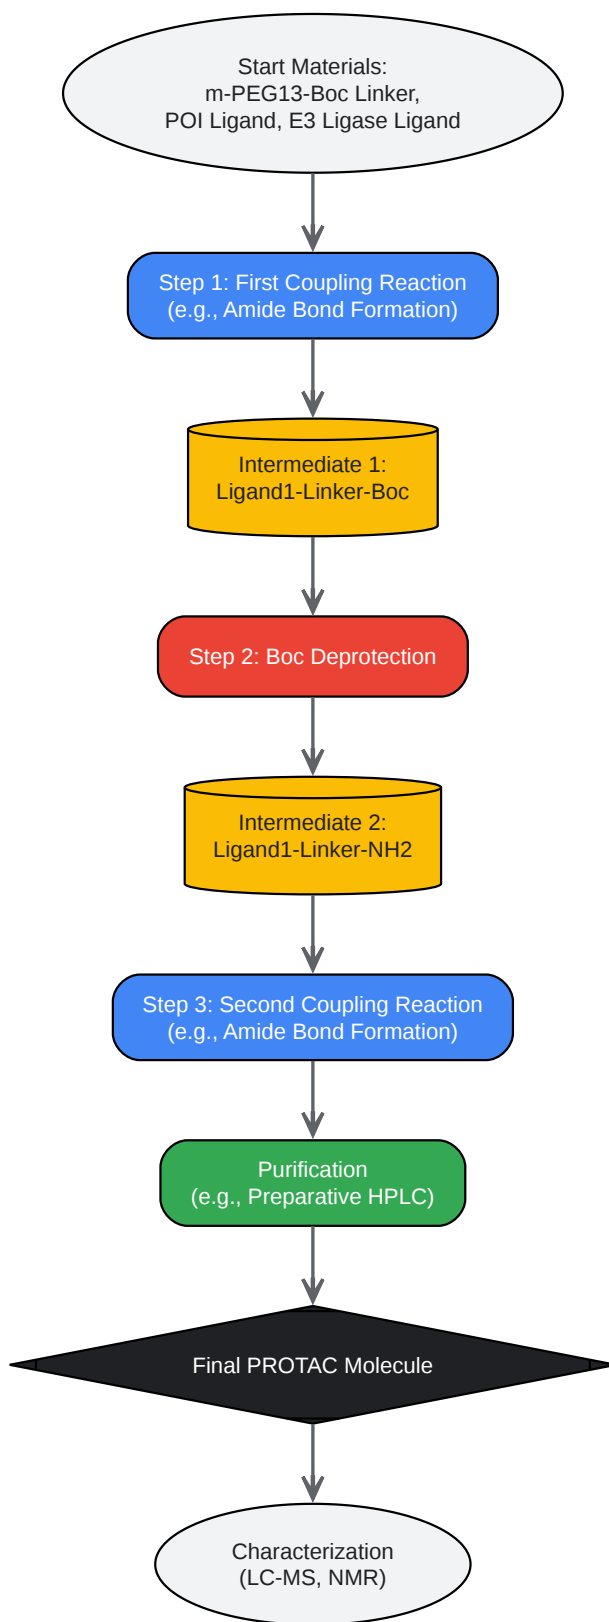 Start Materials:
m-PEG13-Boc Linker,
POI Ligand, E3 Ligase Ligand
Step 1: First Coupling Reaction
(e.g., Amide Bond Formation)
Intermediate 1:
Ligand1-Linker-Boc
Step 2: Boc Deprotection
Intermediate 2:
Ligand1-Linker-NH2
Step 3: Second Coupling Reaction
(e.g., Amide Bond Formation)
Purification
(e.g., Preparative HPLC)
Final PROTAC Molecule
Characterization
(LC-MS, NMR)